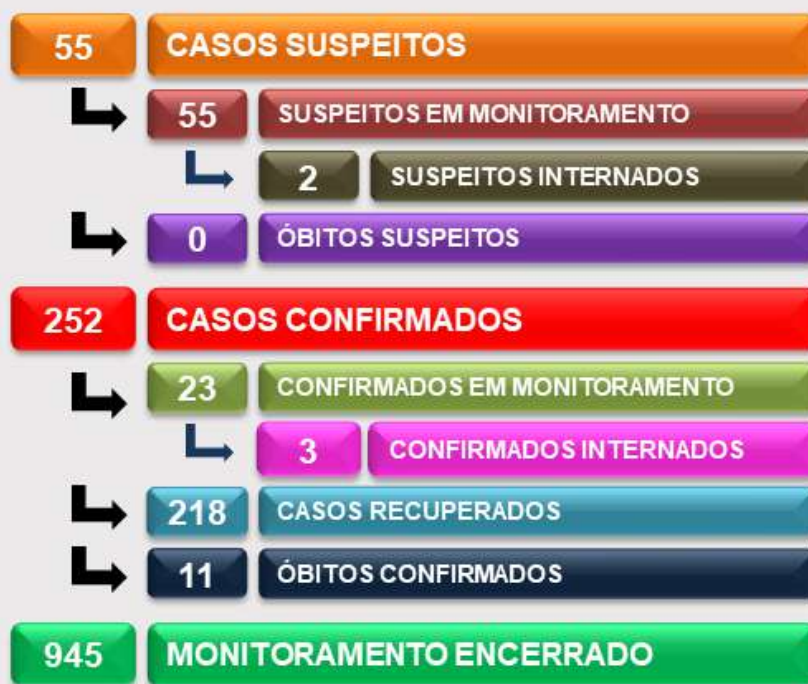 55 CASOS SUSPEITOS
55 SUSPEITOS EM MONITORAMENTO
2 SUSPEITOS INTERNADOS
0 ÓBITOS SUSPEITOS
252 CASOS CONFIRMADOS
23 CONFIRMADOS EM MONITORAMENTO
3 CONFIRMADOS INTERNADOS
218 CASOS RECUPERADOS
11 ÓBITOS CONFIRMADOS
945 MONITORAMENTO ENCERRADO